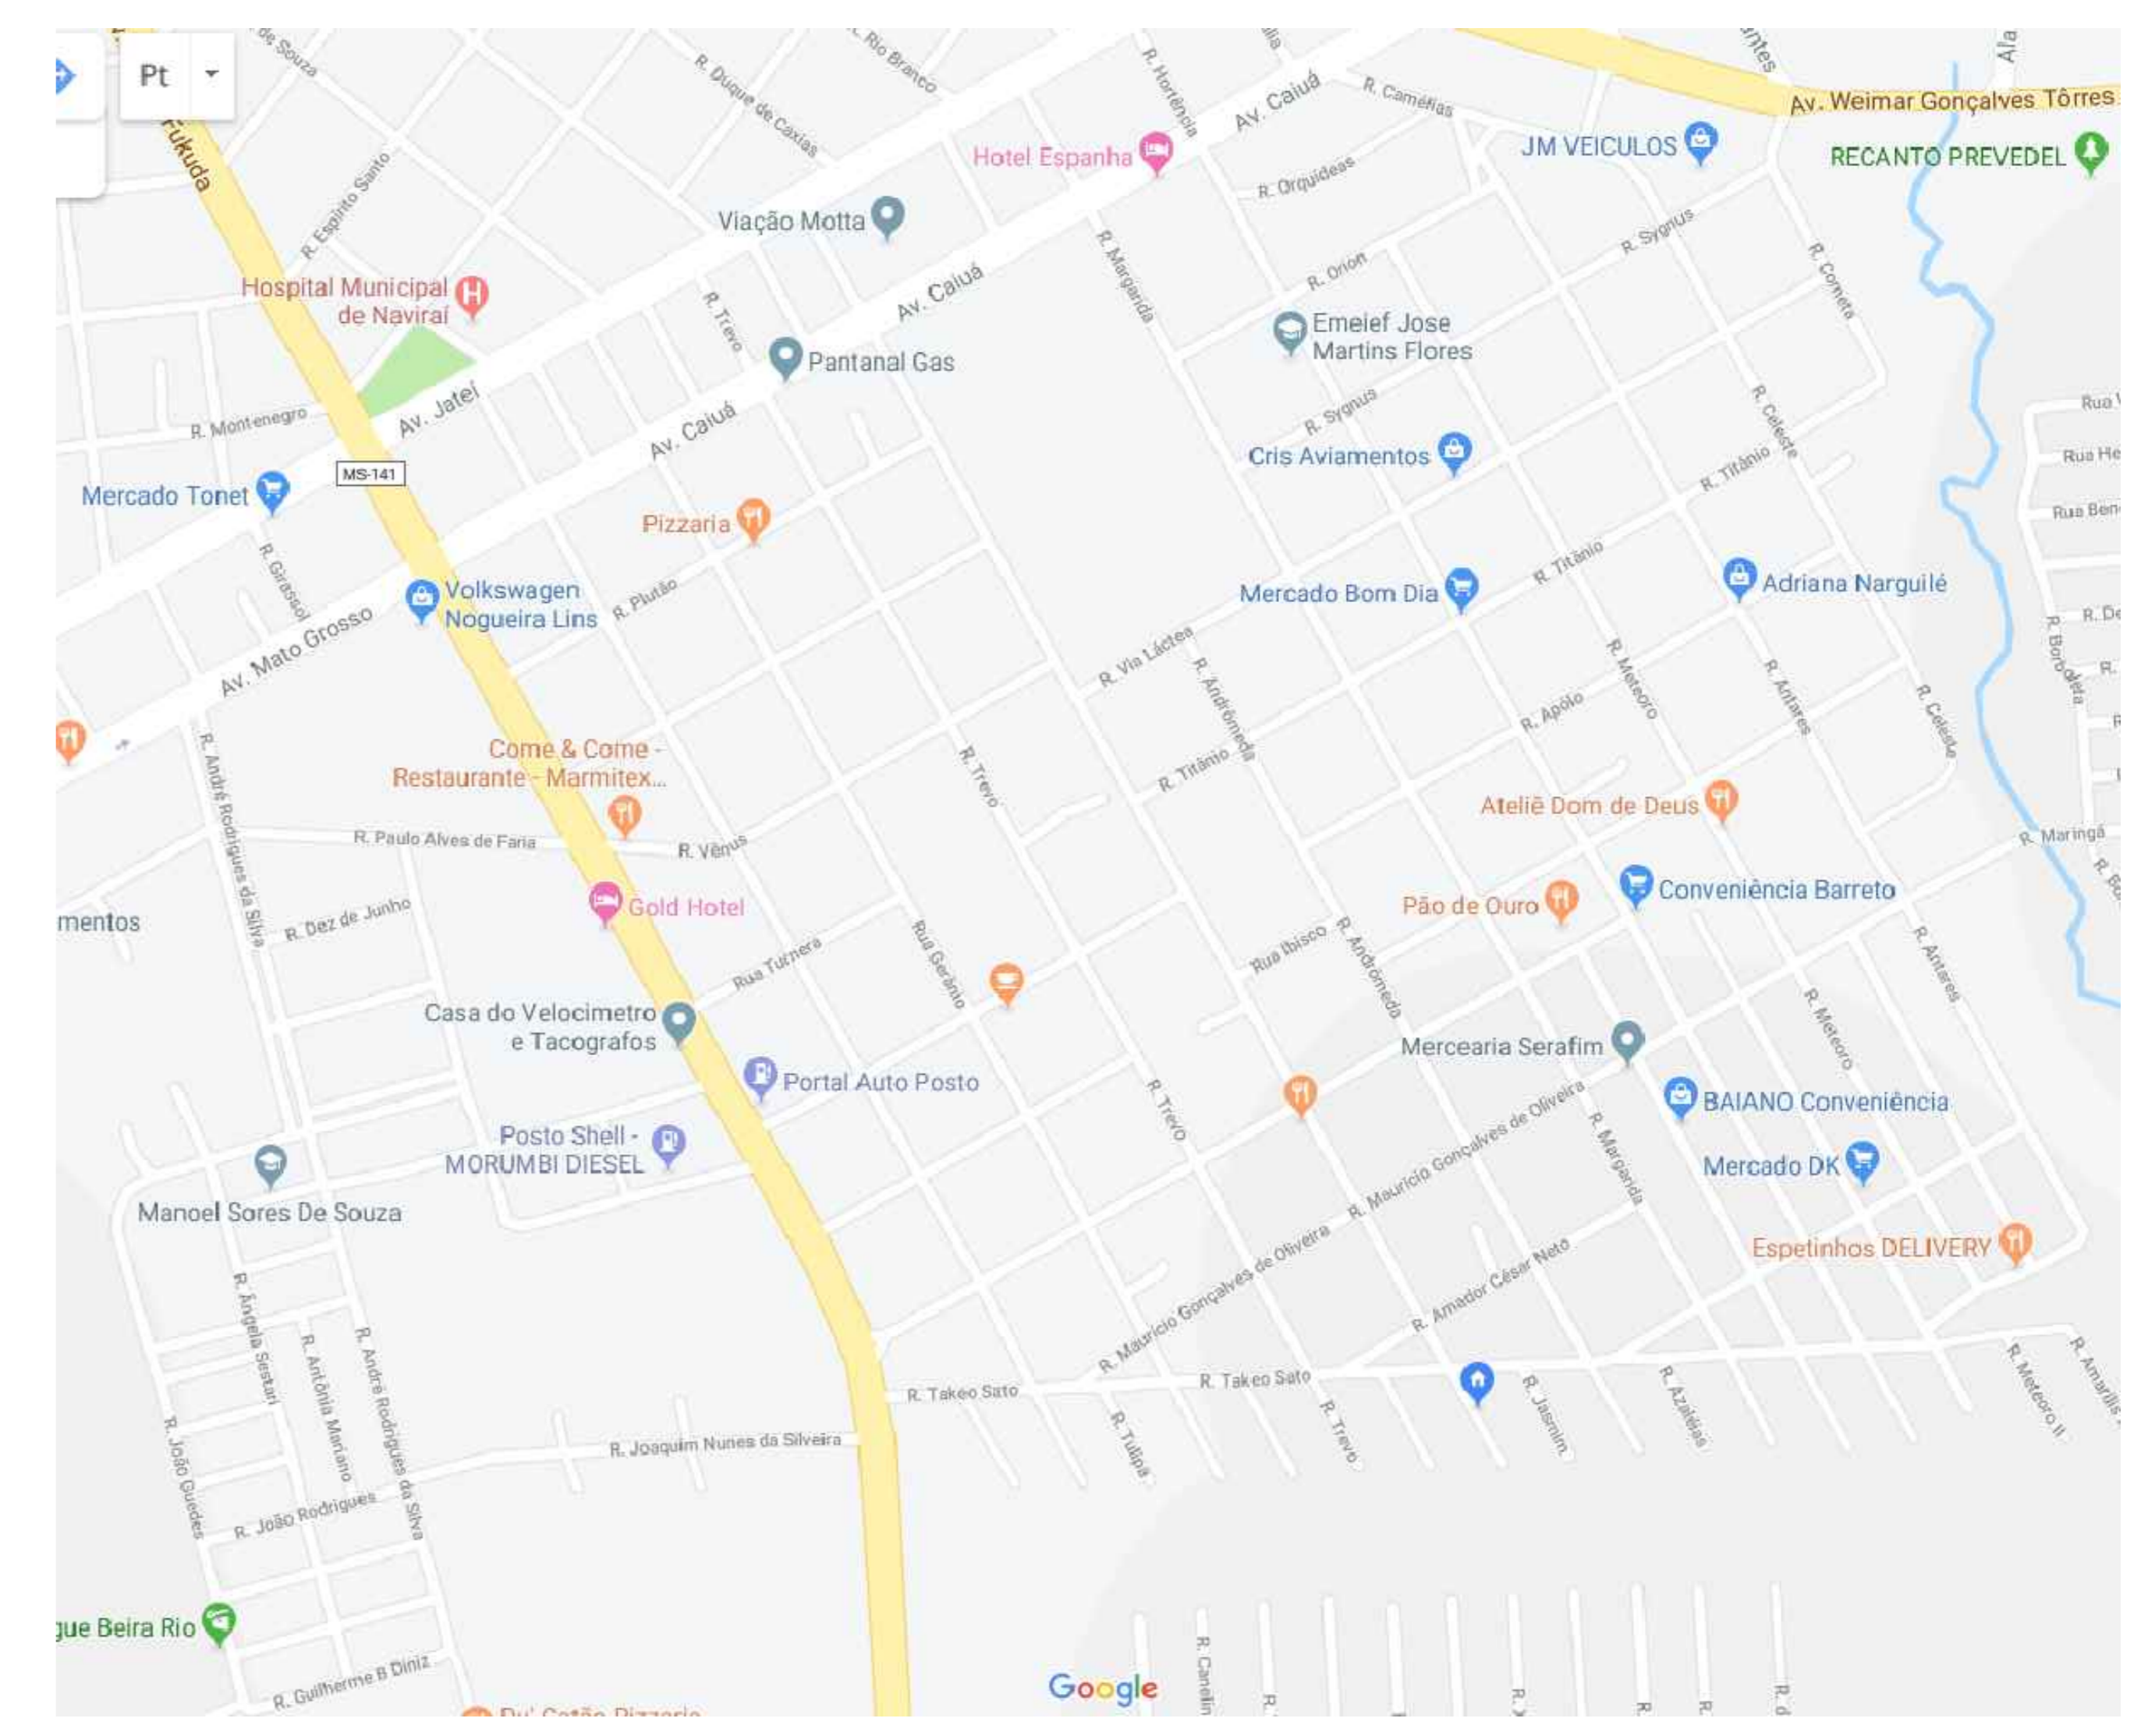 Pt
de Souza
R. Duque de Caxias
R. Rio Branco
R. Hortência
Av. Caiuá
R. Camélias
Av. Weimar Gonçalves Tôrres
Fukuda
R. Espírito Santo
Hotel Espanha
R. Orquídeas
JM VEICULOS
RECANTO PREVEDEL
Viação Motta
R. Sygnus
R. Margarida
R. Orion
R. Cometa
Hospital Municipal
de Naviraí
R. Trevo
Av. Caiuá
Emeief Jose
Martins Flores
Pantanal Gas
R. Montenegro
Av. Jateí
Av. Caiuá
R. Sygnus
R. Celeste
MS-141
Mercado Tonet
Cris Aviamentos
R. Titânio
Pizzaria
R. Girassol
Volkswagen
Nogueira Lins
R. Plutão
Mercado Bom Dia
R. Titânio
Adriana Narguilé
Av. Mato Grosso
R. Via Láctea
R. Andrômeda
R. Meteoro
R. Antares
R. Borboleta
R. Apólo
R. Celeste
R. André Rodrigues da Silva
Come & Come -
Restaurante - Marmitex...
R. Trevo
R. Titânio
Ateliê Dom de Deus
R. Paulo Alves de Faria
R. Vênus
R. Maringá
Gold Hotel
Pão de Ouro
Conveniência Barreto
mentos
R. Dez de Junho
Rua Turnera
Rua Gerânio
Rua Ibisco
R. Andrômeda
R. Antares
Casa do Velocimetro
e Tacografos
R. Meteoro
Mercearia Serafim
Portal Auto Posto
R. Trevo
BAIANO Conveniência
Posto Shell -
MORUMBI DIESEL
R. Maurício Gonçalves de Oliveira
R. Margarida
Mercado DK
Manoel Sores De Souza
Espetinhos DELIVERY
R. Maurício Gonçalves de Oliveira
R. Amador César Neto
R. Ângela Sestari
R. Antônia Mariano
R. André Rodrigues da Silva
R. Takeo Sato
R. Takeo Sato
R. Jasmim
R. Azaléias
R. Meteoro II
R. Amarilis
R. João Guedes
R. Joaquim Nunes da Silveira
R. Tulipa
R. Trevo
R. João Rodrigues
gue Beira Rio
R. Guilherme B Diniz
Google